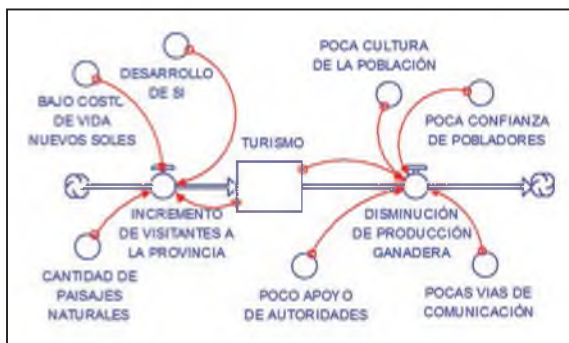 DESARROLLO
DE SI
BAJO COSTO
DE VIDA
NUEVOS SOLES
POCA CULTURA
DE LA POBLACIÓN
POCA CONFIANZA
DE POBLADORES
TURISMO
INCREMENTO
DE VISITANTES A
LA PROVINCIA
DISMINUCIÓN
DE PRODUCCIÓN
GANADERA
CANTIDAD DE
PAISAJES
NATURALES
POCO APOYO
DE AUTORIDADES
POCAS VIAS DE
COMUNICACIÓN